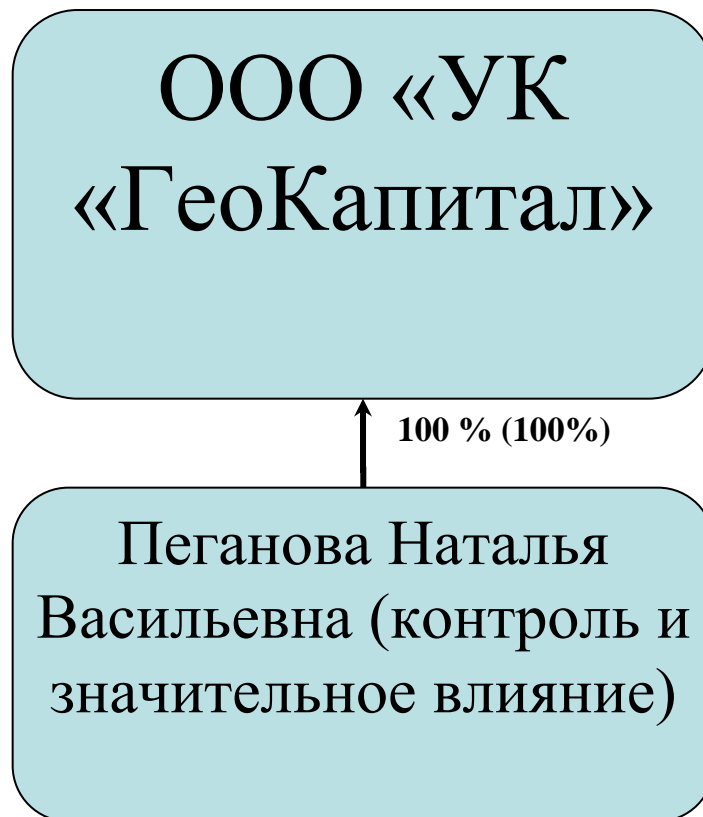 ООО «УК
«ГеоКапитал»
100 % (100%)
Пеганова Наталья
Васильевна (контроль и
значительное влияние)